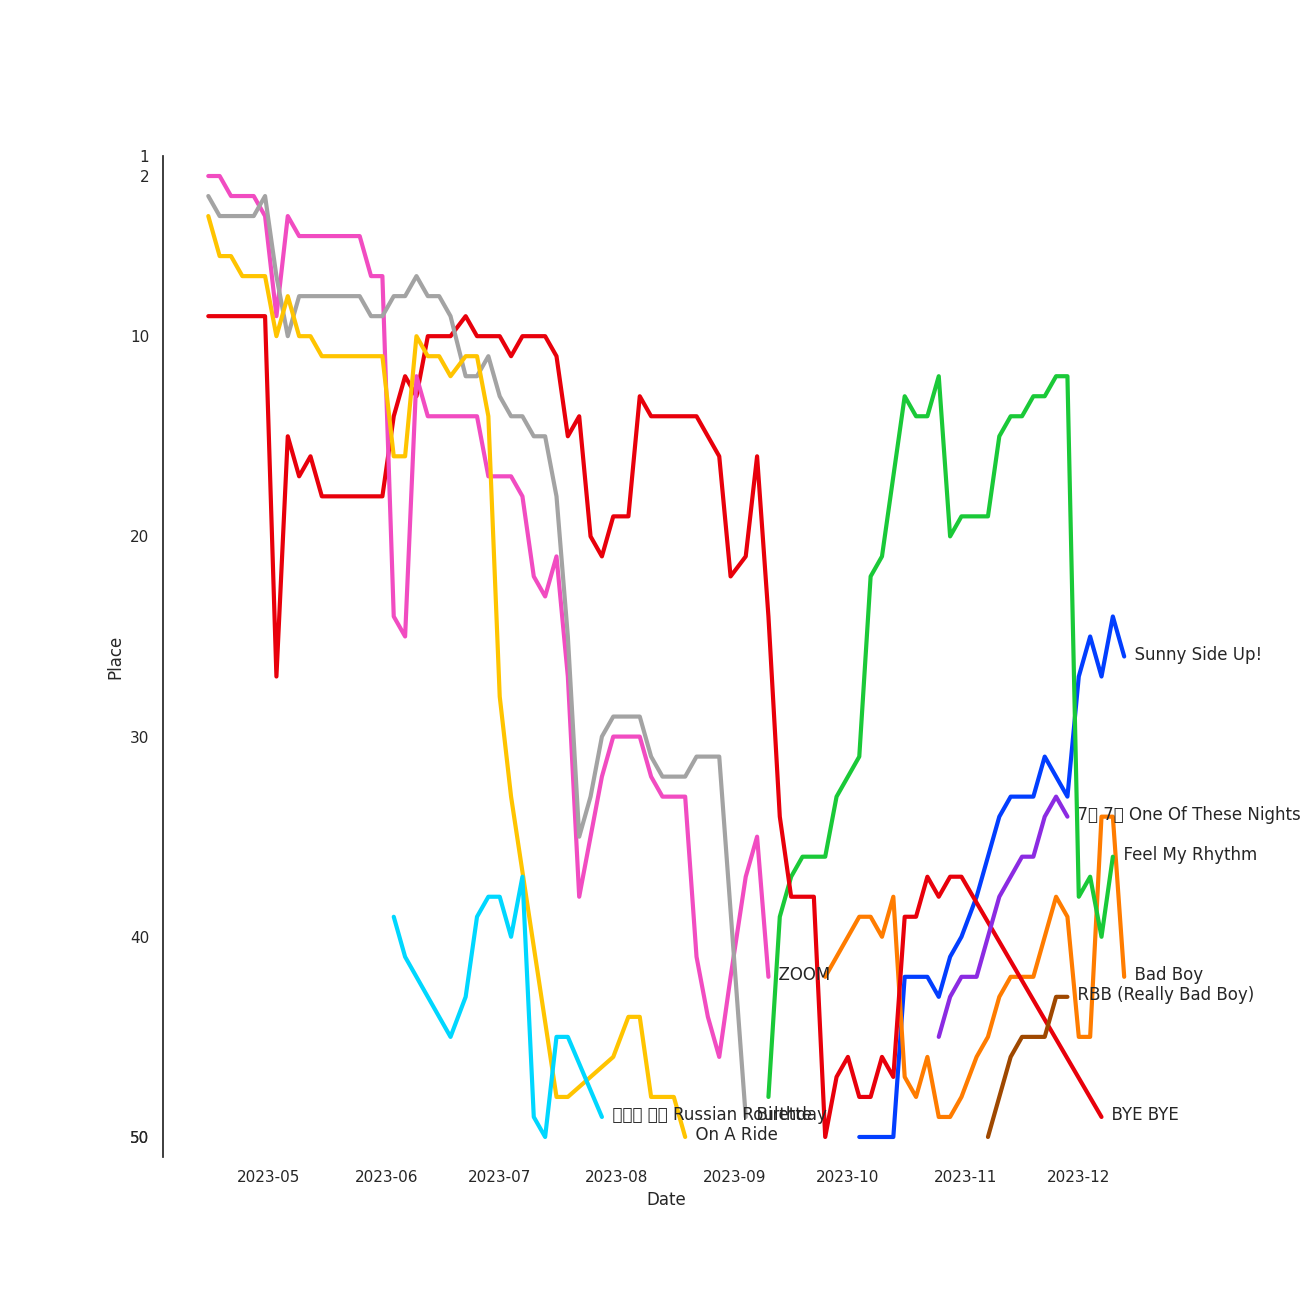 1
2
10
20
30
40
50
Place
Sunny Side Up!
7 7 One Of These Nights
Feel My Rhythm
ZOOM
Bad Boy
RBB (Really Bad Boy)
Russian Roulette
Birthday
BYE BYE
On A Ride
2023-05 2023-06 2023-07 2023-08 2023-09 2023-10 2023-11 2023-12
Date